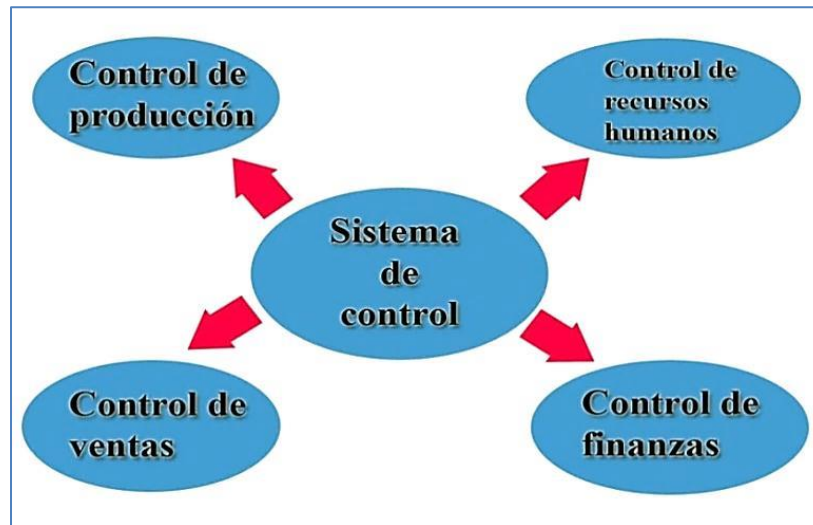 Control de
producción
Control de
recursos
humanos
Sistema
de
control
Control de
ventas
Control de
finanzas